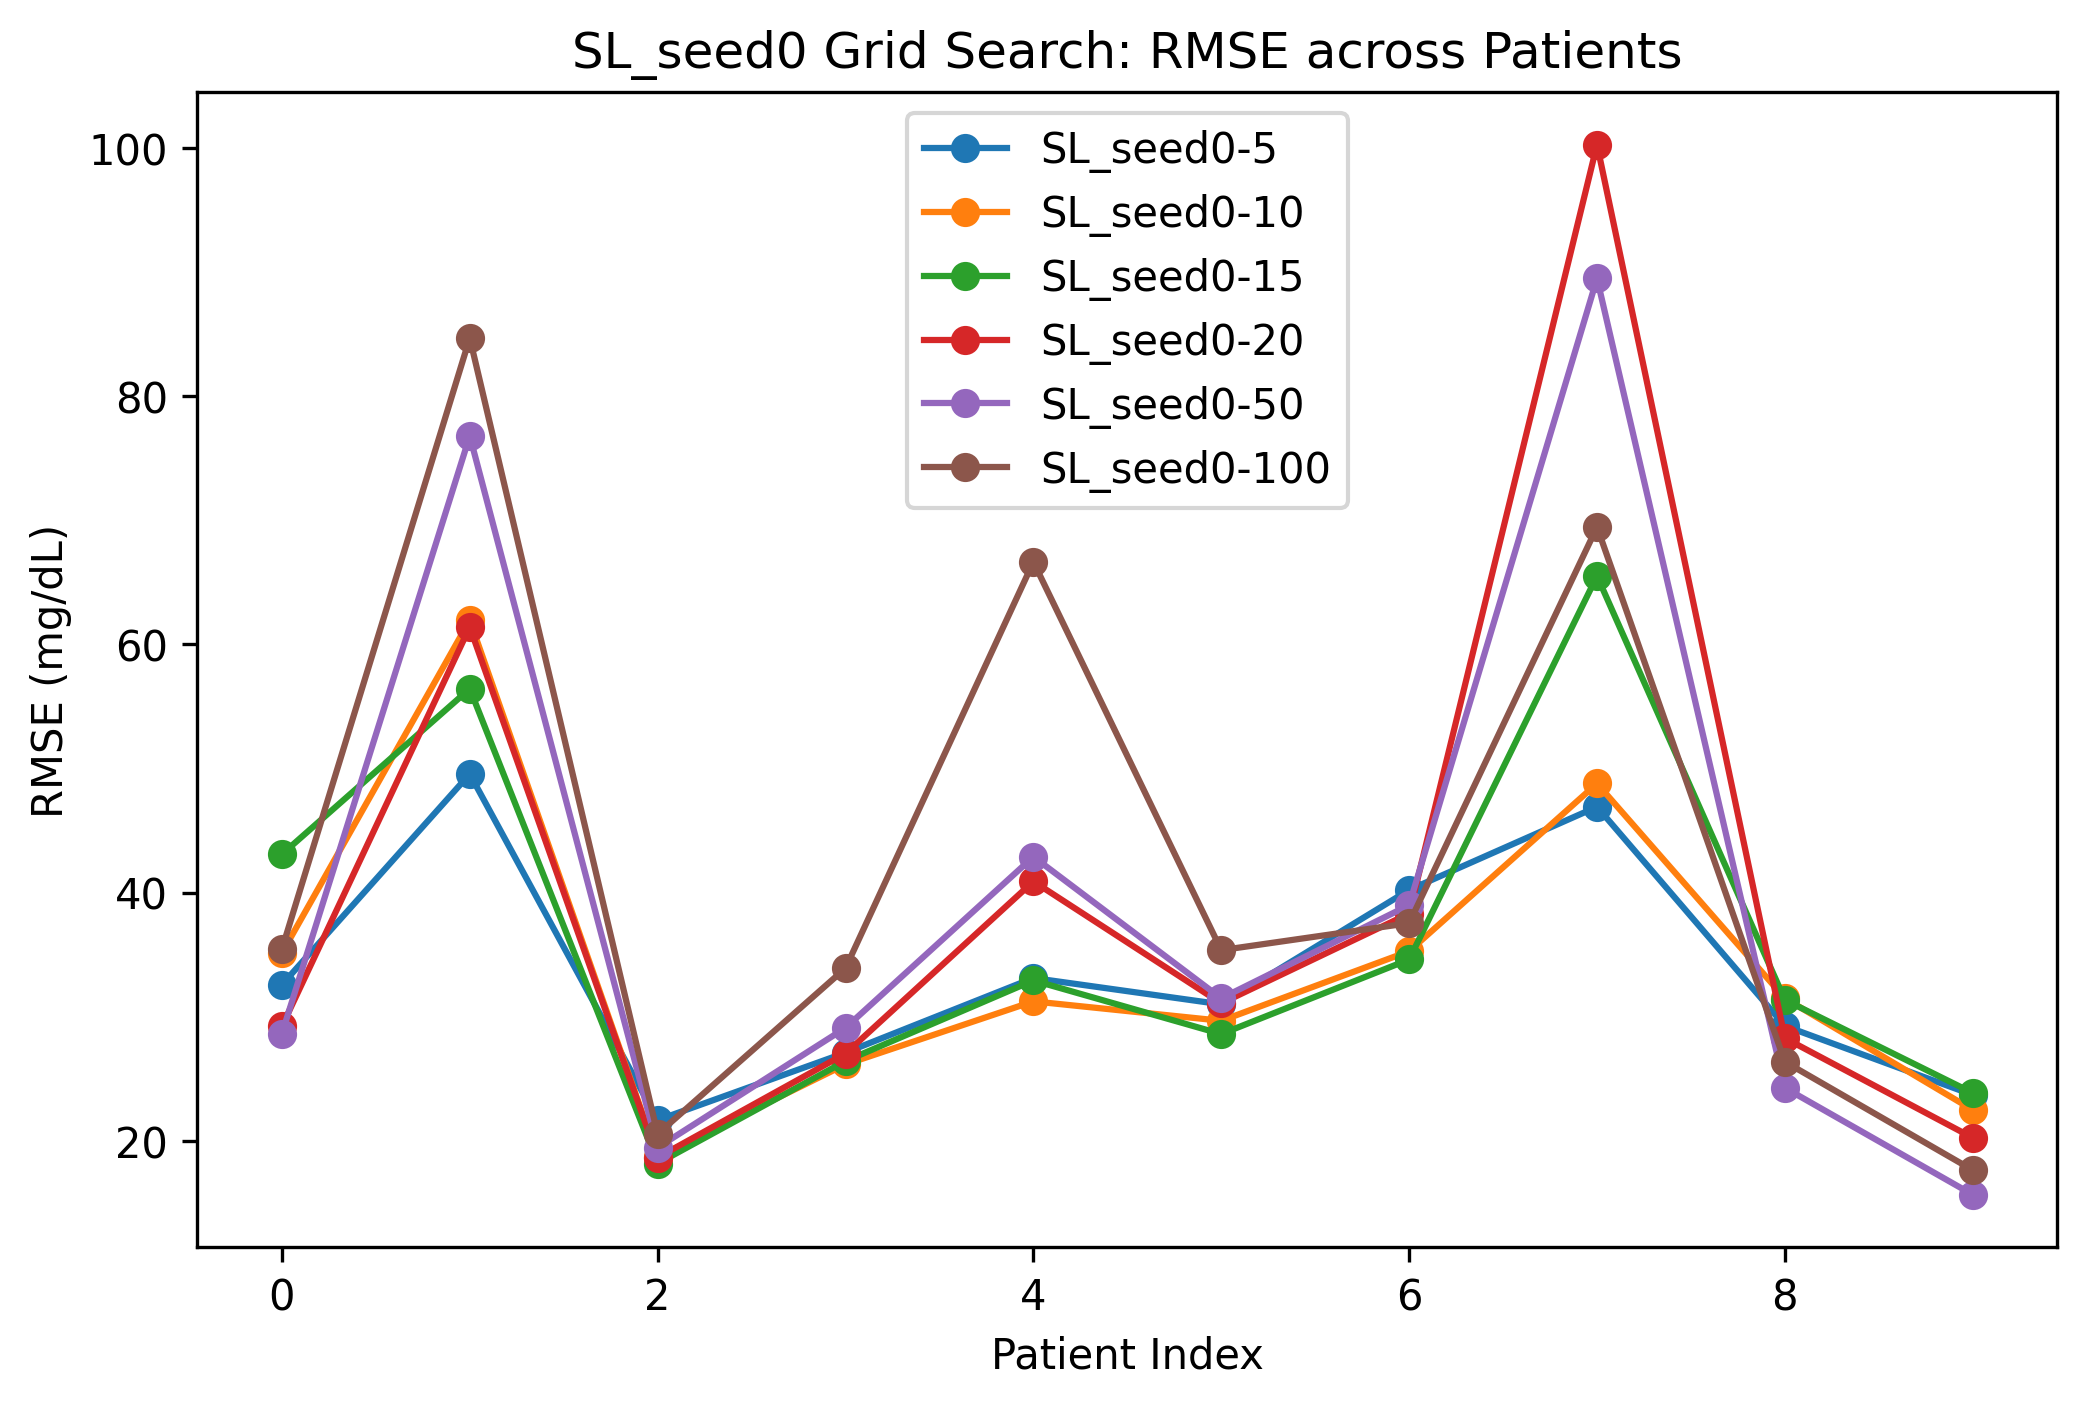 SL_seed0 Grid Search: RMSE across Patients
SL_seed0-5
SL_seed0-10
SL_seed0-15
SL_seed0-20
SL_seed0-50
SL_seed0-100
RMSE (mg/dL)
100
80
60
40
20
0 2 4 6 8
Patient Index